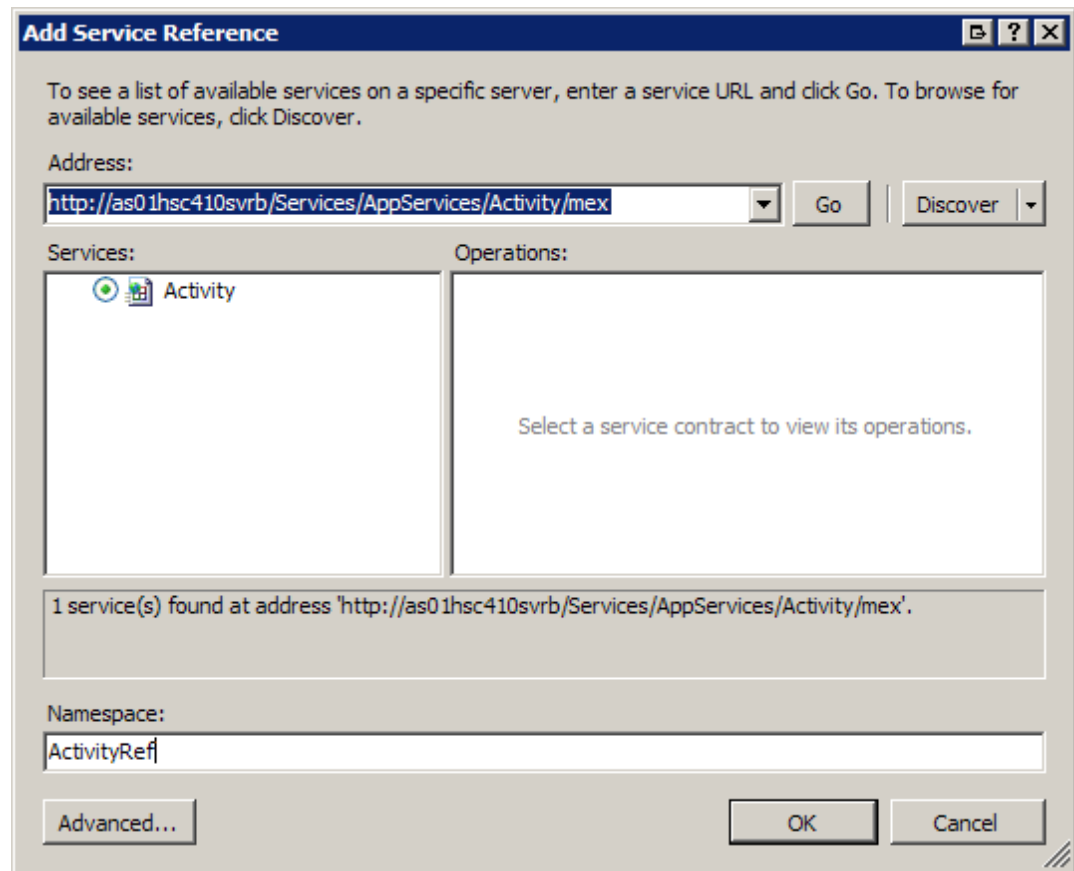 Add Service Reference
To see a list of available services on a specific server, enter a service URL and click Go. To browse for
available services, click Discover.
Address:
http://as01hsc410svrb/Services/AppServices/Activity/mex
Go
Discover
Services:
Operations:
Activity
Select a service contract to view its operations.
1 service(s) found at address 'http://as01hsc410svrb/Services/AppServices/Activity/mex'.
Namespace:
ActivityRef
Advanced...
OK
Cancel